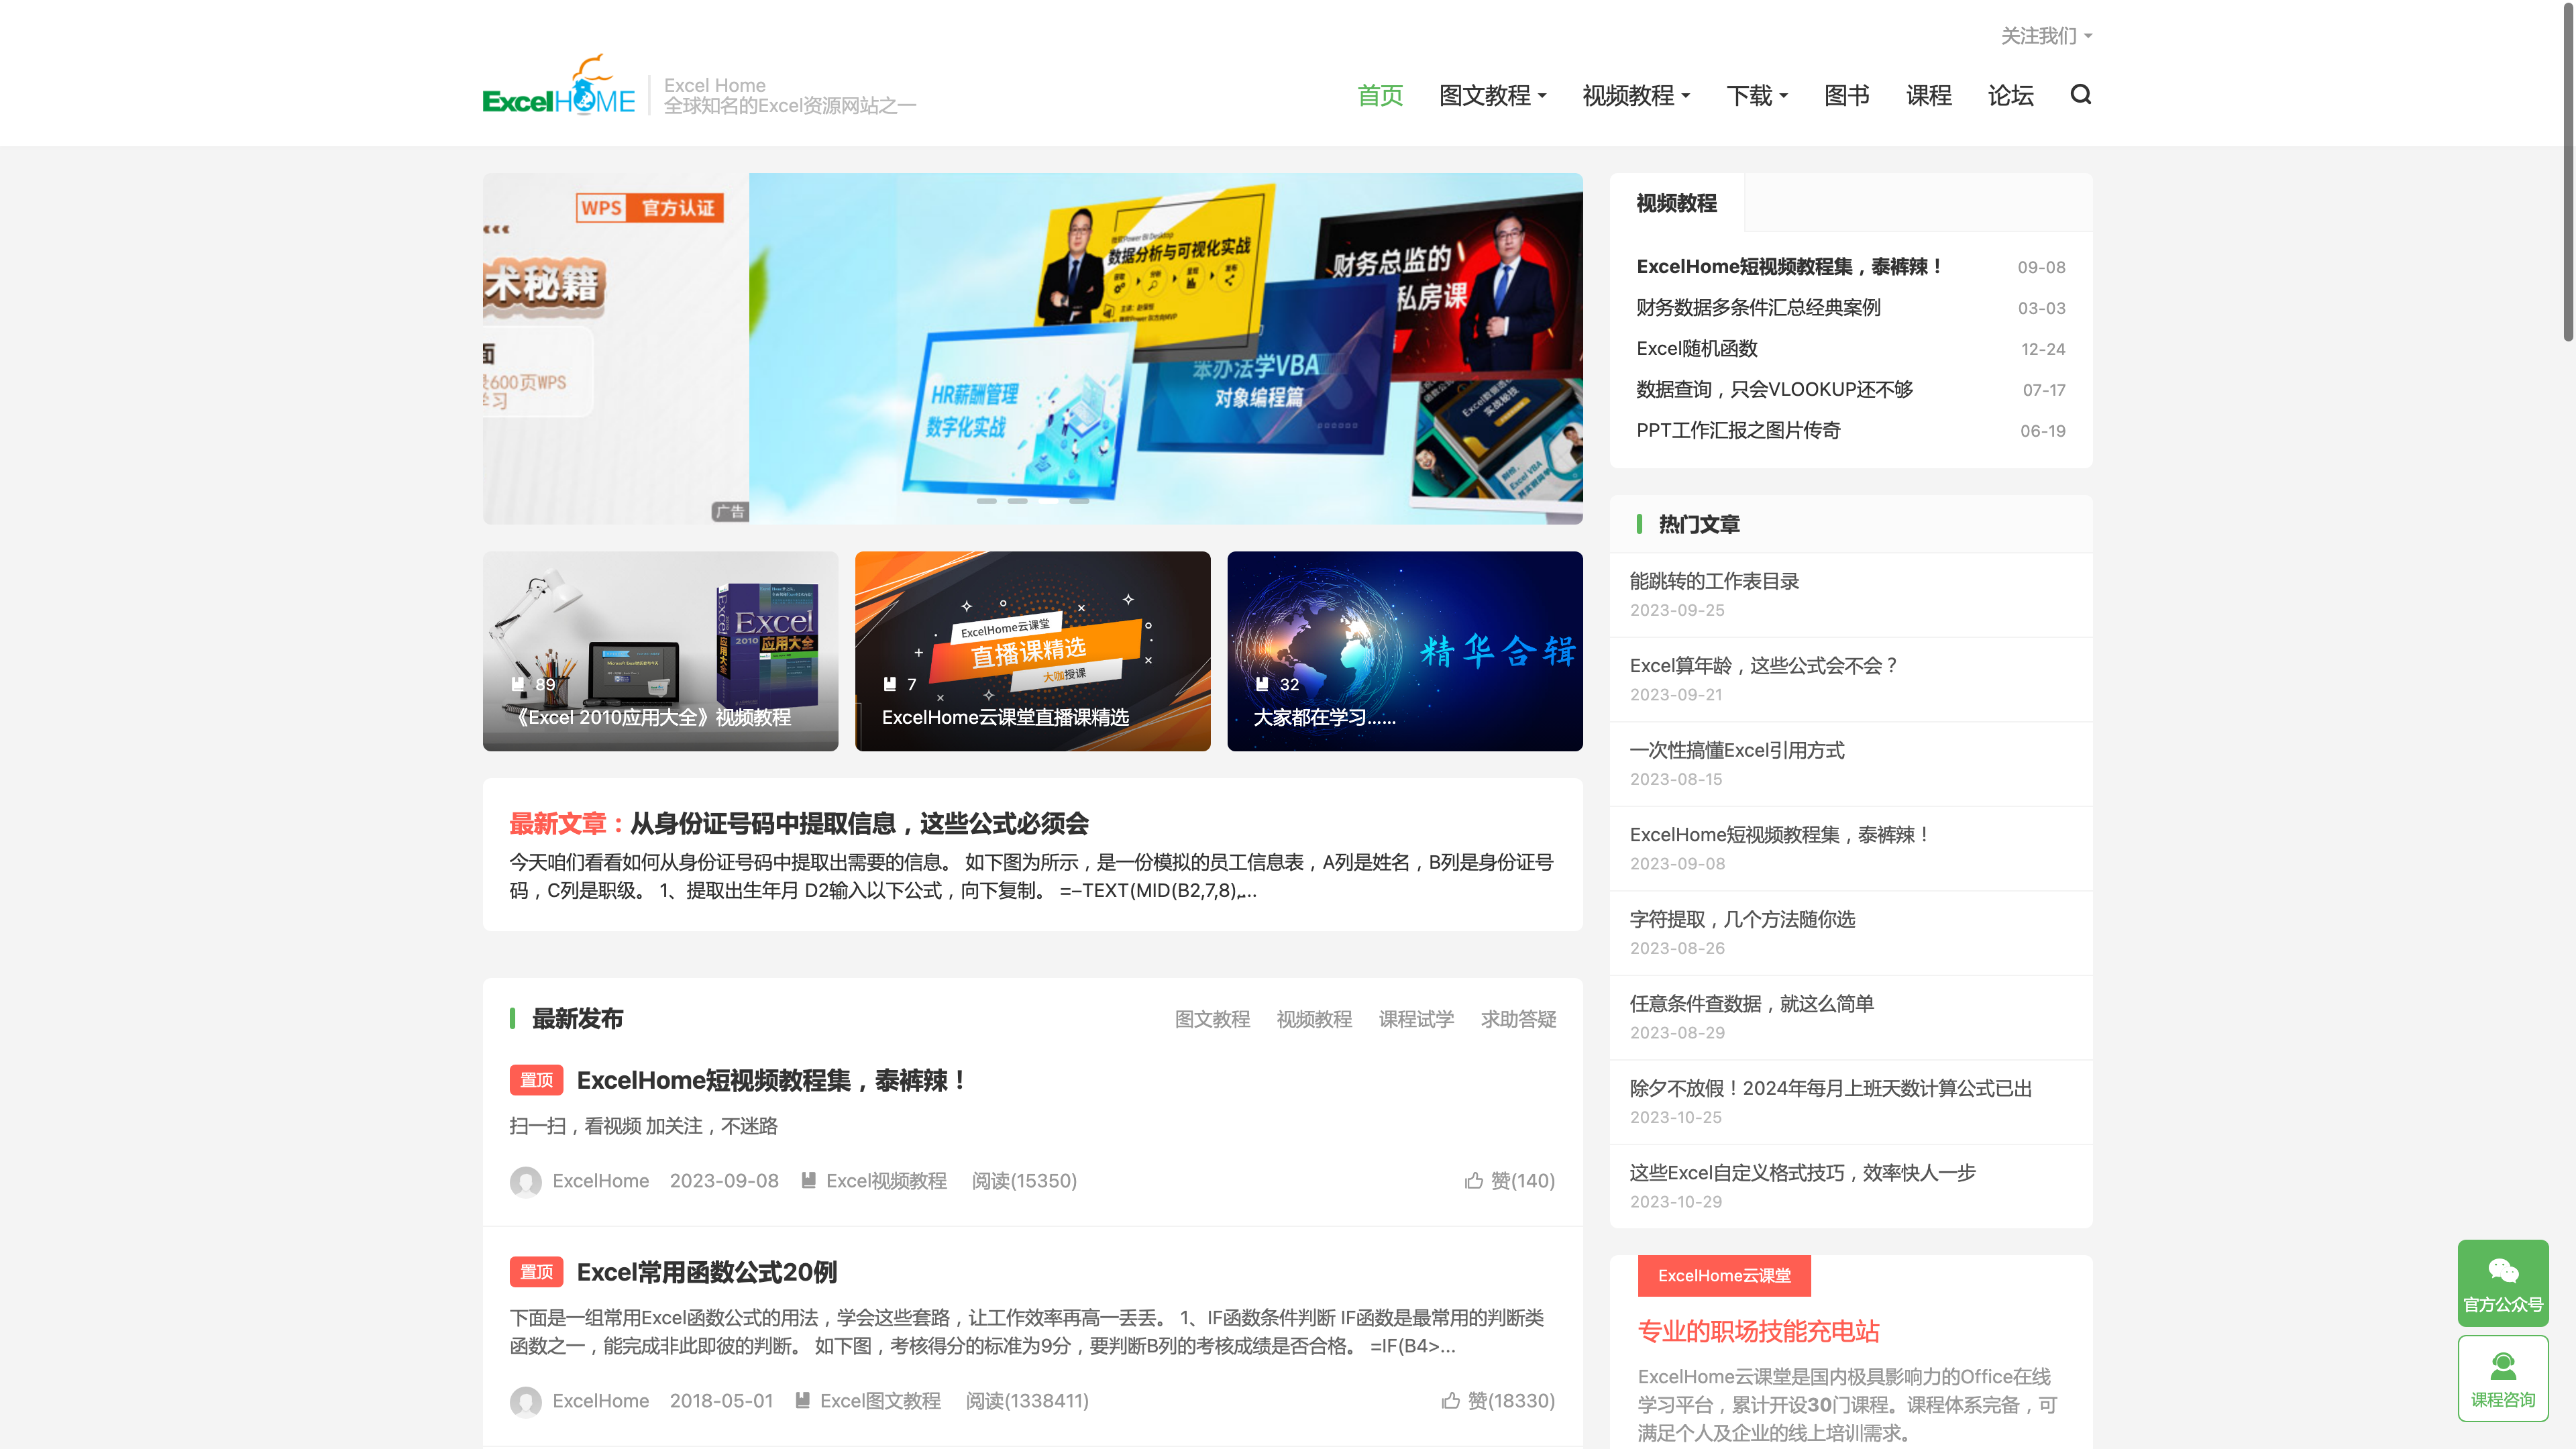 关注我们
ExcelHOME
Excel Home
全球知名的Excel资源网站之一
首页 图文教程 视频教程 下载 图书 课程 论坛
WPS 官方认证
术秘籍
面
600页WPS
学习
广告
数据分析与可视化实战
财务总监的
私房课
HR薪酬管理
数字化实战
笨办法学VBA
对象编程篇
Excel VBA
视频教程
ExcelHome短视频教程集，泰裤辣！ 09-08
财务数据多条件汇总经典案例 03-03
Excel随机函数 12-24
数据查询，只会VLOOKUP还不够 07-17
PPT工作汇报之图片传奇 06-19
Excel
2010 应用大全
89
《Excel 2010应用大全》视频教程
ExcelHome云课堂
直播课精选
大咖授课
7
ExcelHome云课堂直播课精选
精华合辑
32
大家都在学习……
最新文章：从身份证号码中提取信息，这些公式必须会
今天咱们看看如何从身份证号码中提取出需要的信息。 如下图为所示，是一份模拟的员工信息表，A列是姓名，B列是身份证号
码，C列是职级。 1、提取出生年月 D2输入以下公式，向下复制。 =–TEXT(MID(B2,7,8),...
最新发布
图文教程 视频教程 课程试学 求助答疑
置顶 ExcelHome短视频教程集，泰裤辣！
扫一扫，看视频 加关注，不迷路
ExcelHome 2023-09-08 Excel视频教程 阅读(15350) 赞(140)
置顶 Excel常用函数公式20例
下面是一组常用Excel函数公式的用法，学会这些套路，让工作效率再高一丢丢。 1、IF函数条件判断 IF函数是最常用的判断类
函数之一，能完成非此即彼的判断。 如下图，考核得分的标准为9分，要判断B列的考核成绩是否合格。 =IF(B4>...
ExcelHome 2018-05-01 Excel图文教程 阅读(1338411) 赞(18330)
热门文章
能跳转的工作表目录
2023-09-25
Excel算年龄，这些公式会不会？
2023-09-21
一次性搞懂Excel引用方式
2023-08-15
ExcelHome短视频教程集，泰裤辣！
2023-09-08
字符提取，几个方法随你选
2023-08-26
任意条件查数据，就这么简单
2023-08-29
除夕不放假！2024年每月上班天数计算公式已出
2023-10-25
这些Excel自定义格式技巧，效率快人一步
2023-10-29
ExcelHome云课堂
专业的职场技能充电站
ExcelHome云课堂是国内极具影响力的Office在线
学习平台，累计开设30门课程。课程体系完备，可
满足个人及企业的线上培训需求。
官方公众号
课程咨询